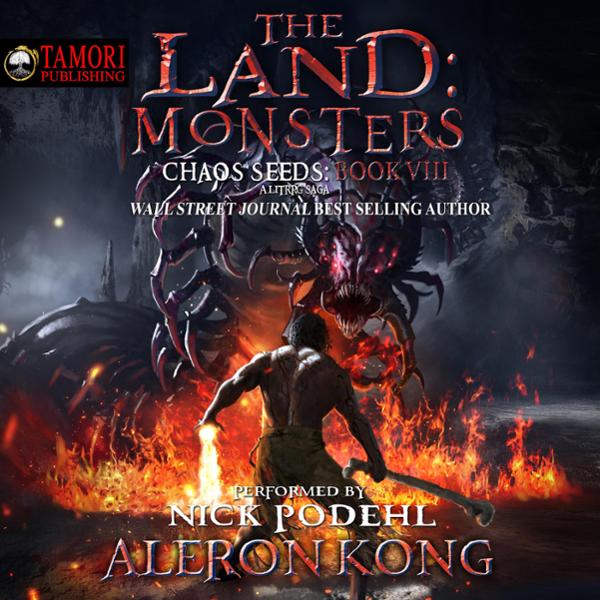 TAMORI
PUBLISHING
THE
LAND:
MONSTERS
CHAOS SEEDS: BOOK VIII
A LITRPG SAGA
WALL STREET JOURNAL BEST SELLING AUTHOR
PERFORMED BY
NICK PODEHL
ALERON KONG